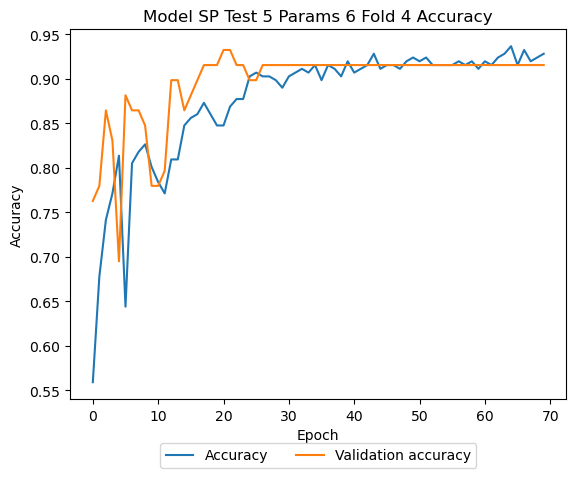 Model SP Test 5 Params 6 Fold 4 Accuracy
0.95
0.90
0.85
0.80
0.75
0.70
0.65
0.60
0.55
Accuracy
0 10 20 30 40 50 60 70
Epoch
Accuracy Validation accuracy